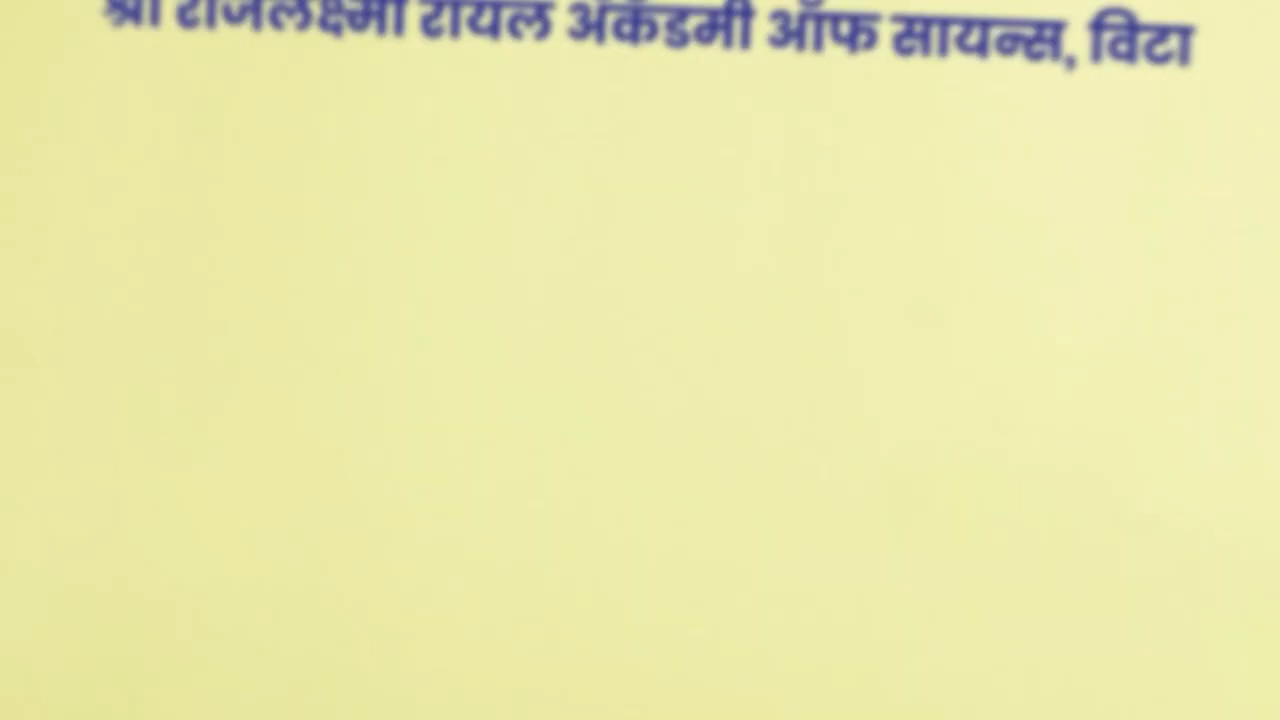 श्री राजलक्ष्मी रॉयल अकॅडमी ऑफ सायन्स, विटा